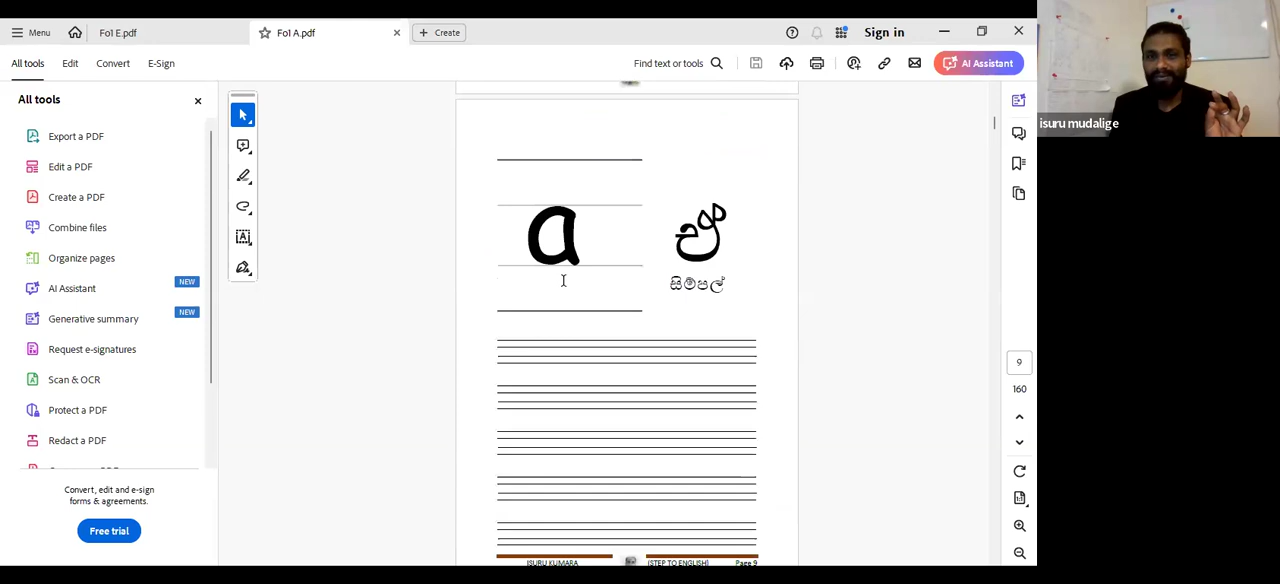 Menu
Fo1 E.pdf
Fo1 A.pdf
Create
Sign in
All tools
Edit
Convert
E-Sign
Find text or tools
AI Assistant
All tools
Export a PDF
Edit a PDF
Create a PDF
Combine files
Organize pages
AI Assistant
NEW
Generative summary
NEW
Request e-signatures
Scan & OCR
Protect a PDF
Redact a PDF
Convert, edit and e-sign
forms & agreements.
Free trial
a
ඒ
සිම්පල්
ISURU KUMARA
(STEP TO ENGLISH)
Page 9
9
160
isuru mudalige